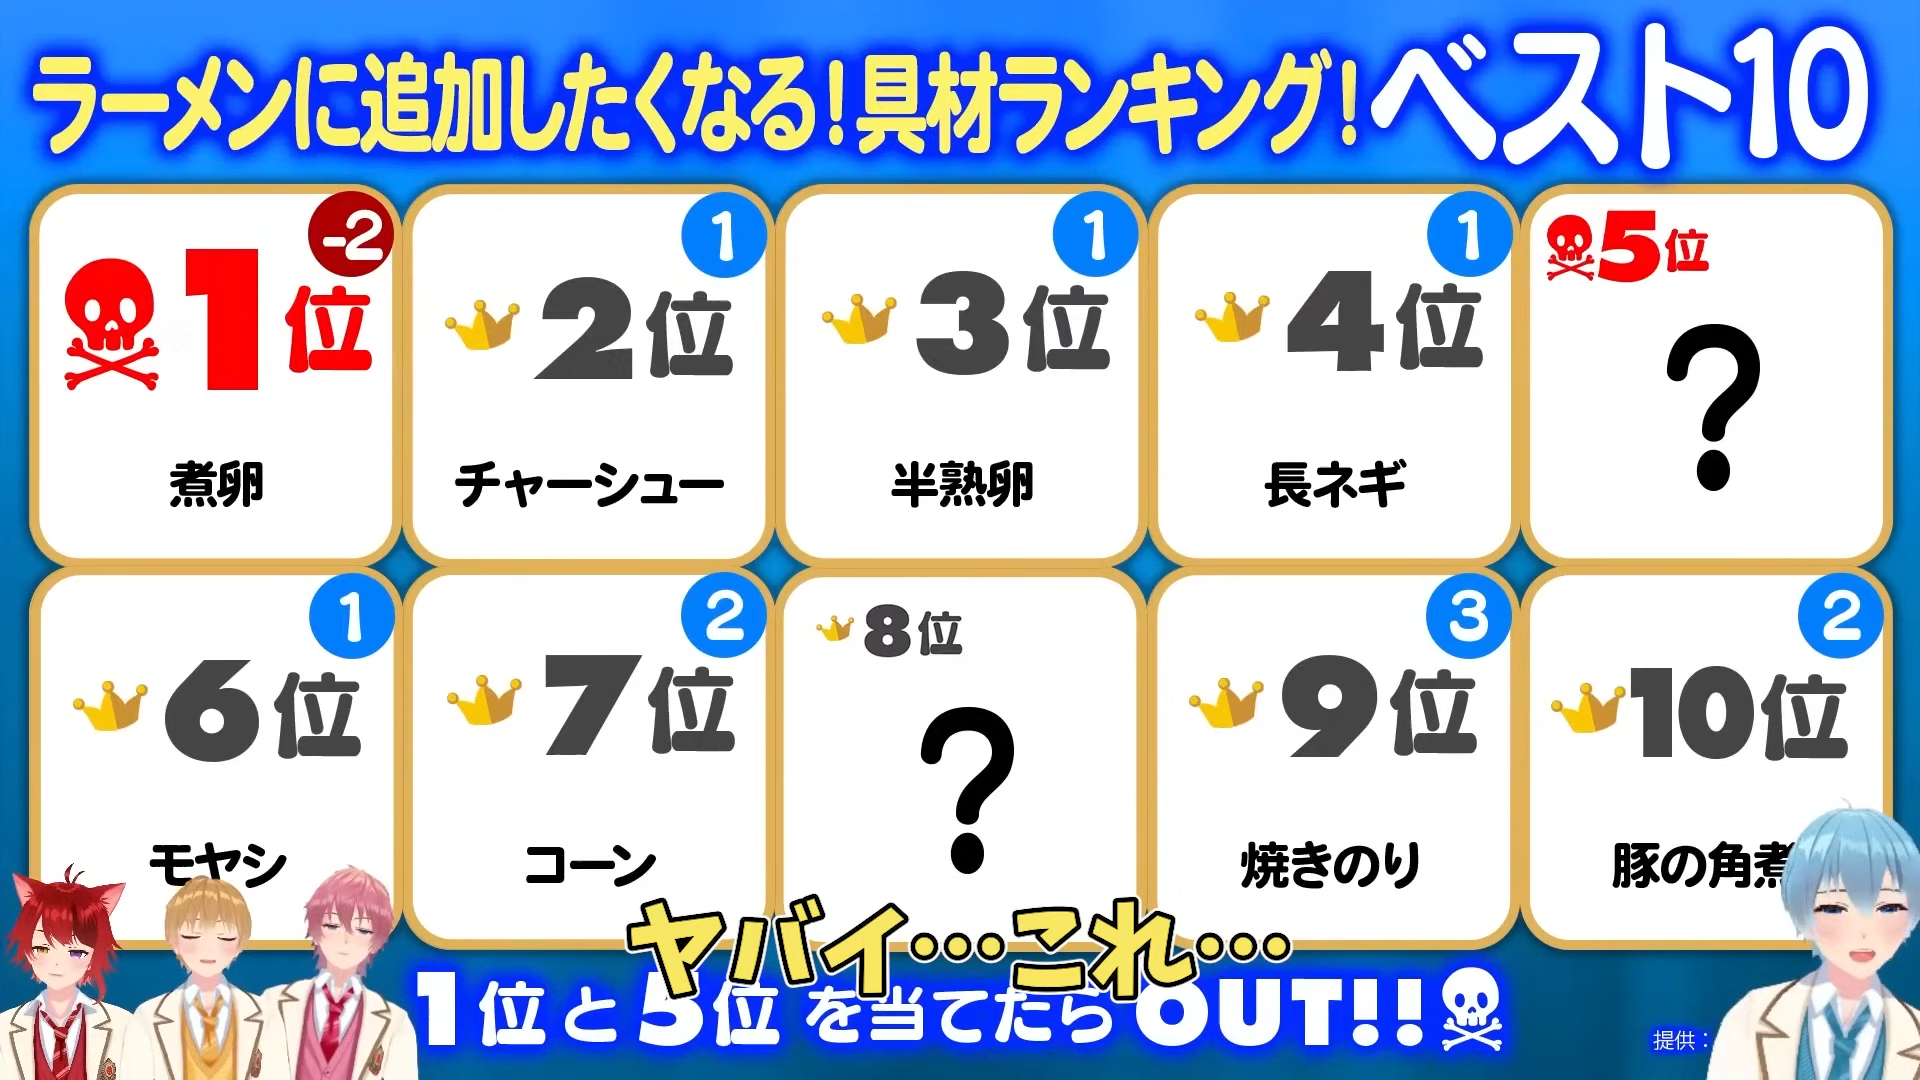 ラーメンに追加したくなる!具材ランキング!ベスト10
-2
1位
煮卵
1
2位
チャーシュー
1
3位
半熟卵
1
4位
長ネギ
5位
?
1
6位
モヤシ
2
7位
コーン
8位
?
3
9位
焼きのり
2
10位
豚の角煮
ヤバイ…これ…
1位と5位を当てたらOUT!!
提供: